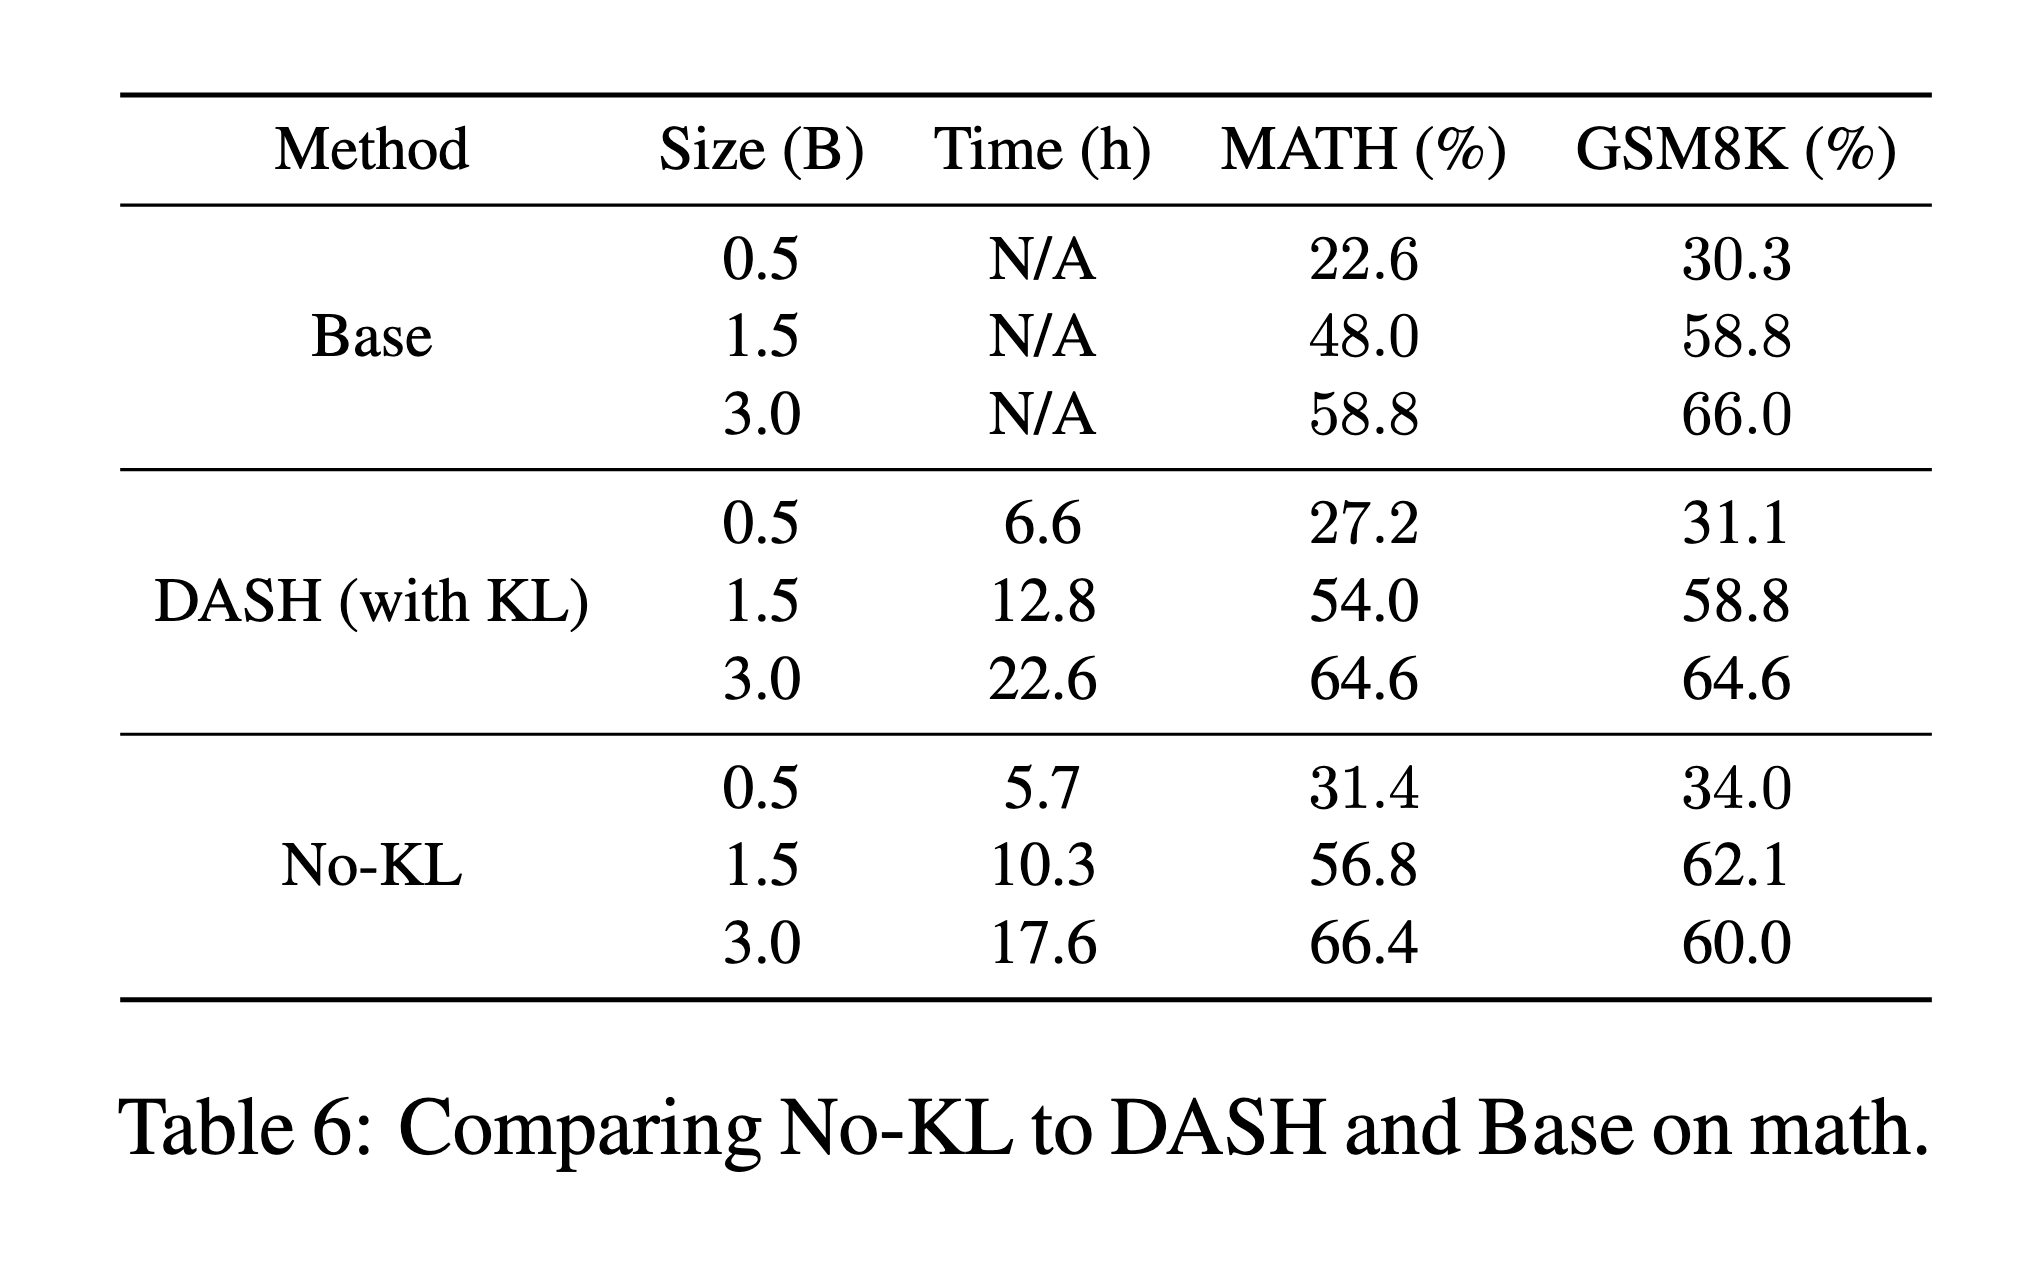 Method Size (B) Time (h) MATH (%) GSM8K (%)
0.5 N/A 22.6 30.3
Base 1.5 N/A 48.0 58.8
3.0 N/A 58.8 66.0
0.5 6.6 27.2 31.1
DASH (with KL) 1.5 12.8 54.0 58.8
3.0 22.6 64.6 64.6
0.5 5.7 31.4 34.0
No-KL 1.5 10.3 56.8 62.1
3.0 17.6 66.4 60.0
Table 6: Comparing No-KL to DASH and Base on math.